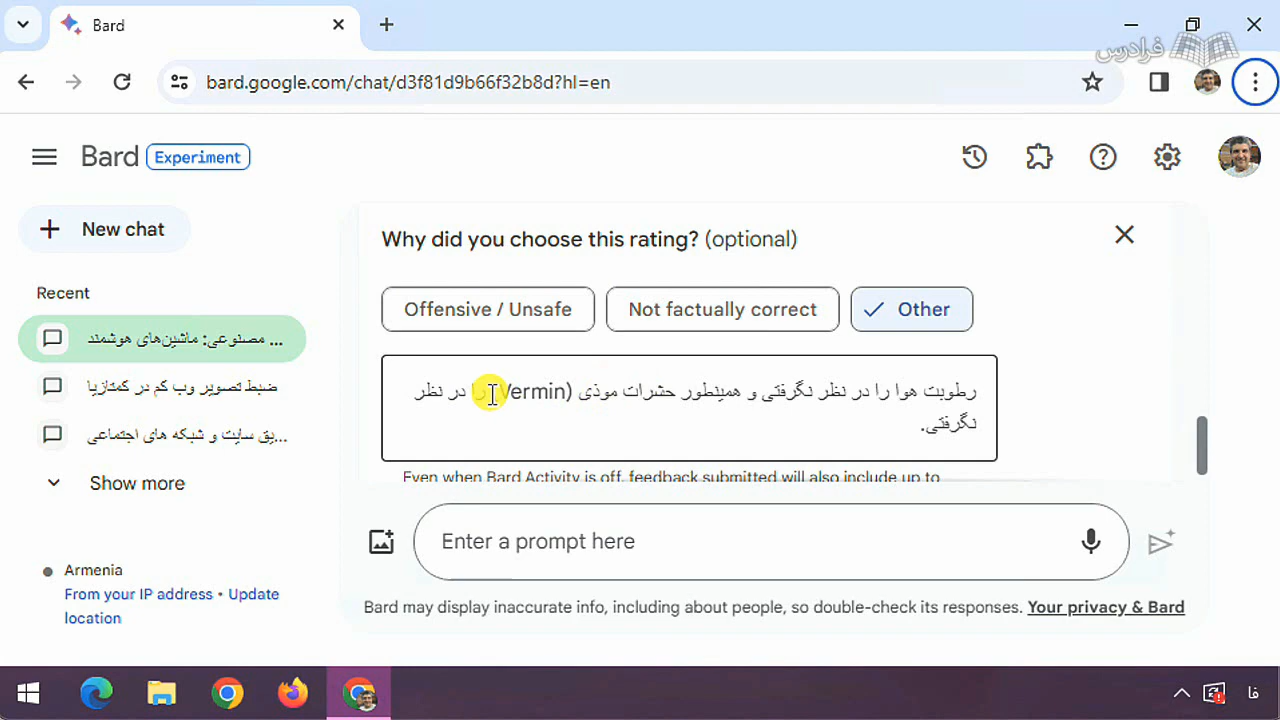 Bard
فرادرس
bard.google.com/chat/d3f81d9b66f32b8d?hl=en
Bard Experiment
New chat
Recent
... مصنوعی: ماشین‌های هوشمند
ضبط تصویر وب کم در کمتازیا
یق سایت و شبکه های اجتماعی...
Show more
Armenia
From your IP address • Update
location
Why did you choose this rating? (optional)
Offensive / Unsafe
Not factually correct
Other
رطوبت هوا را در نظر نگرفتی و همینطور حشرات موذی (Vermin) را در نظر
نگرفتی.
Even when Bard Activity is off, feedback submitted will also include up to
Enter a prompt here
Bard may display inaccurate info, including about people, so double-check its responses. Your privacy & Bard
فا